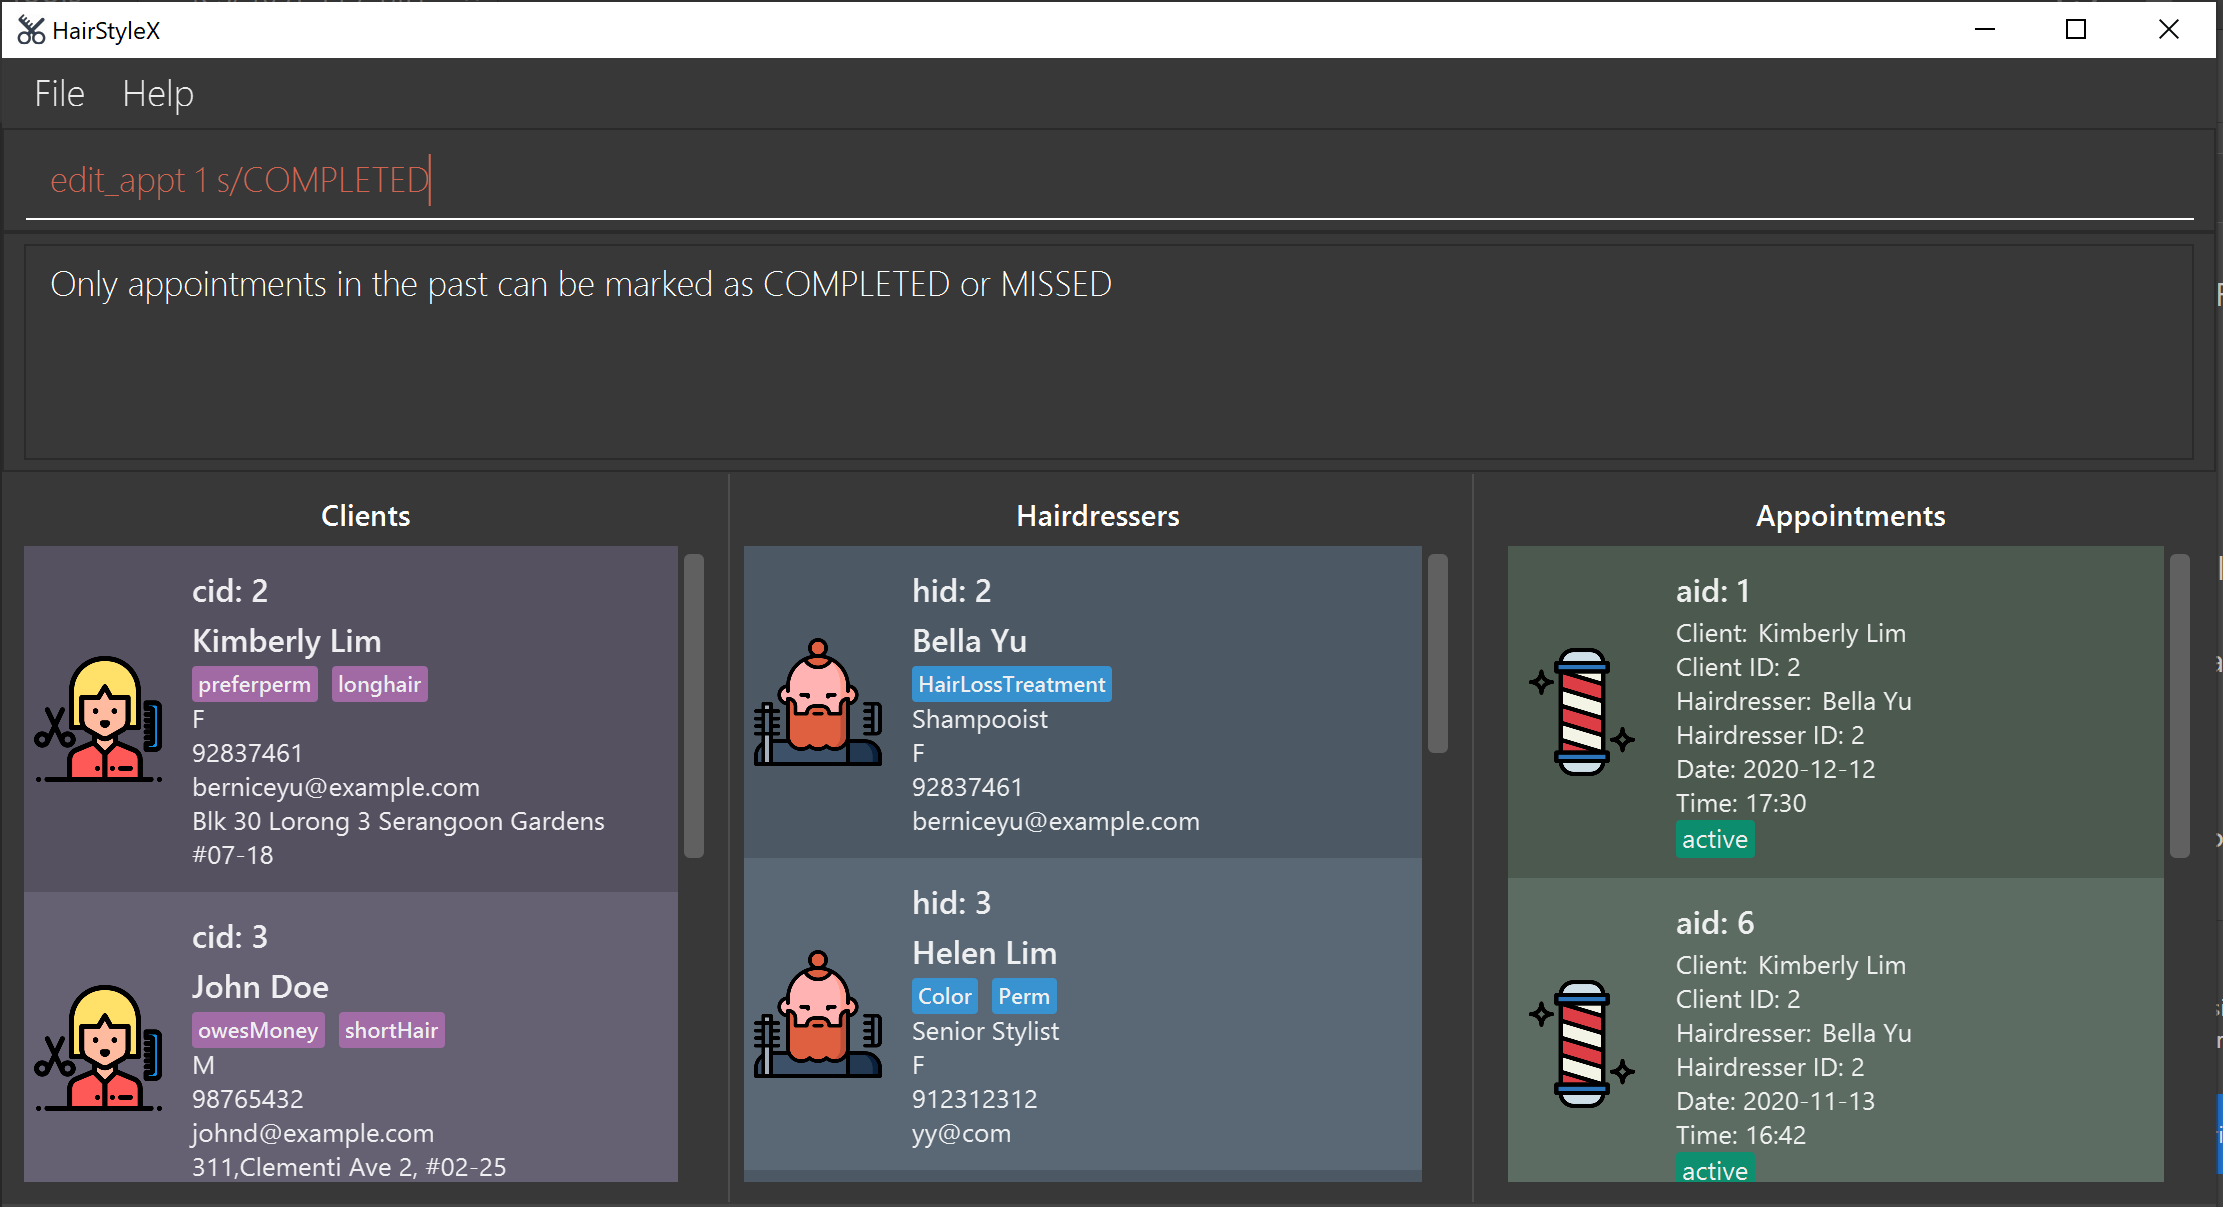 HairStyleX
File Help
edit_appt 1 s/COMPLETED
Only appointments in the past can be marked as COMPLETED or MISSED
Clients
cid: 2
Kimberly Lim
preferperm longhair
F
92837461
berniceyu@example.com
Blk 30 Lorong 3 Serangoon Gardens
#07-18
cid: 3
John Doe
owesMoney shortHair
M
98765432
johnd@example.com
311,Clementi Ave 2, #02-25
Hairdressers
hid: 2
Bella Yu
HairLossTreatment
Shampooist
F
92837461
berniceyu@example.com
hid: 3
Helen Lim
Color Perm
Senior Stylist
F
912312312
yy@com
Appointments
aid: 1
Client: Kimberly Lim
Client ID: 2
Hairdresser: Bella Yu
Hairdresser ID: 2
Date: 2020-12-12
Time: 17:30
active
aid: 6
Client: Kimberly Lim
Client ID: 2
Hairdresser: Bella Yu
Hairdresser ID: 2
Date: 2020-11-13
Time: 16:42
active